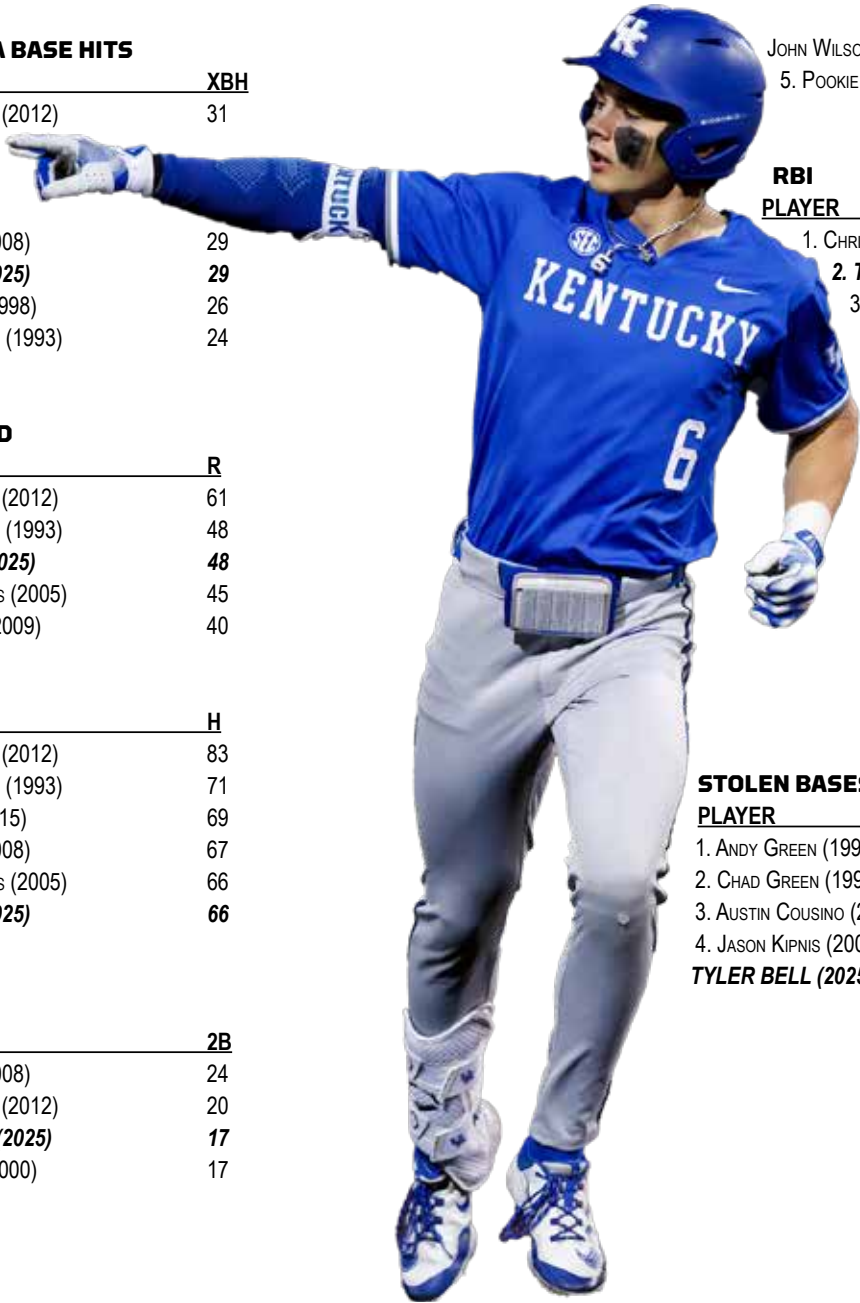 A BASE HITS
XBH
(2012) 31
008) 29
025) 29
1998) 26
(1993) 24
D
R
(2012) 61
(1993) 48
025) 48
s (2005) 45
2009) 40
H
(2012) 83
(1993) 71
15) 69
008) 67
s (2005) 66
025) 66
2B
008) 24
(2012) 20
(2025) 17
000) 17
KENTUCKY
6
SEC
John Wilso
5. Pookie
RBI
PLAYER
1. Chri
2. T
3
STOLEN BASES
PLAYER
1. Andy Green (199
2. Chad Green (199
3. Austin Cousino (2
4. Jason Kipnis (200
TYLER BELL (2025